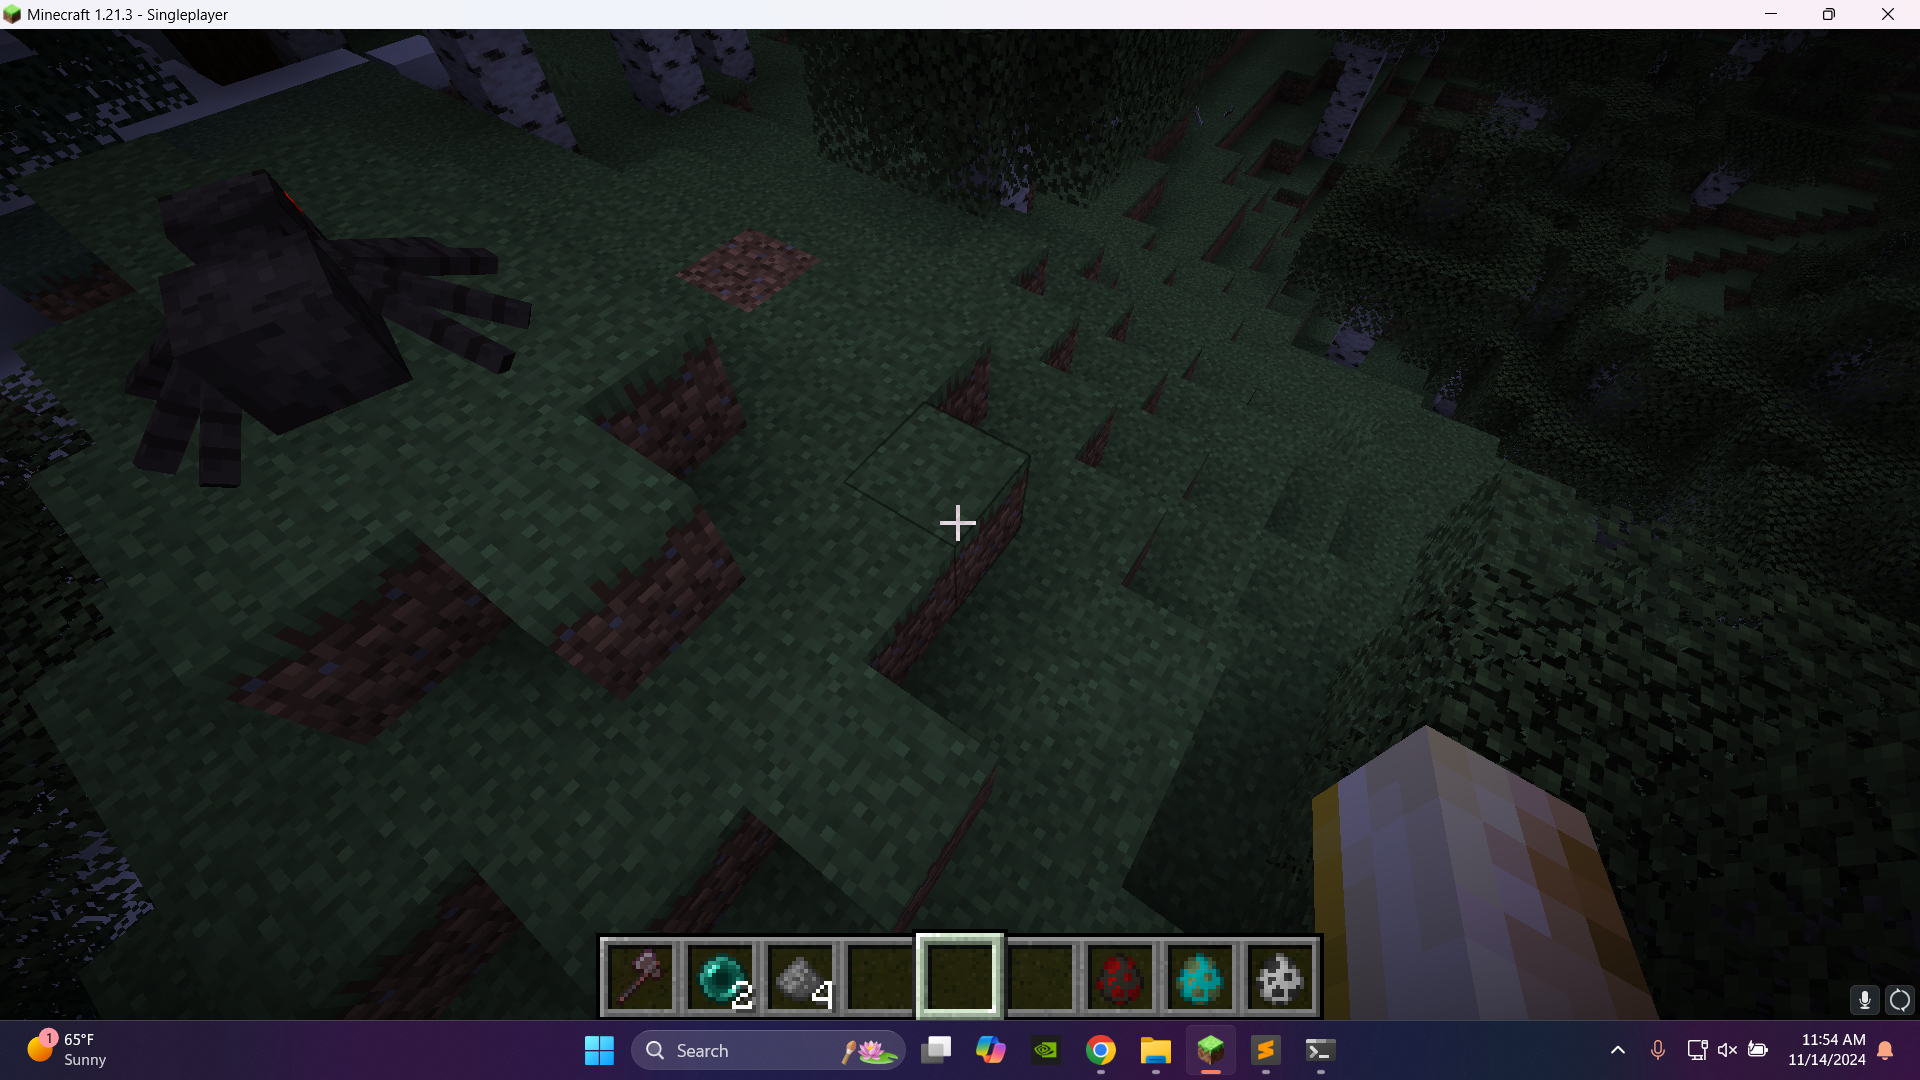 Minecraft 1.21.3 - Singleplayer
2
4
1
65°F
Sunny
Search
11:54 AM
11/14/2024